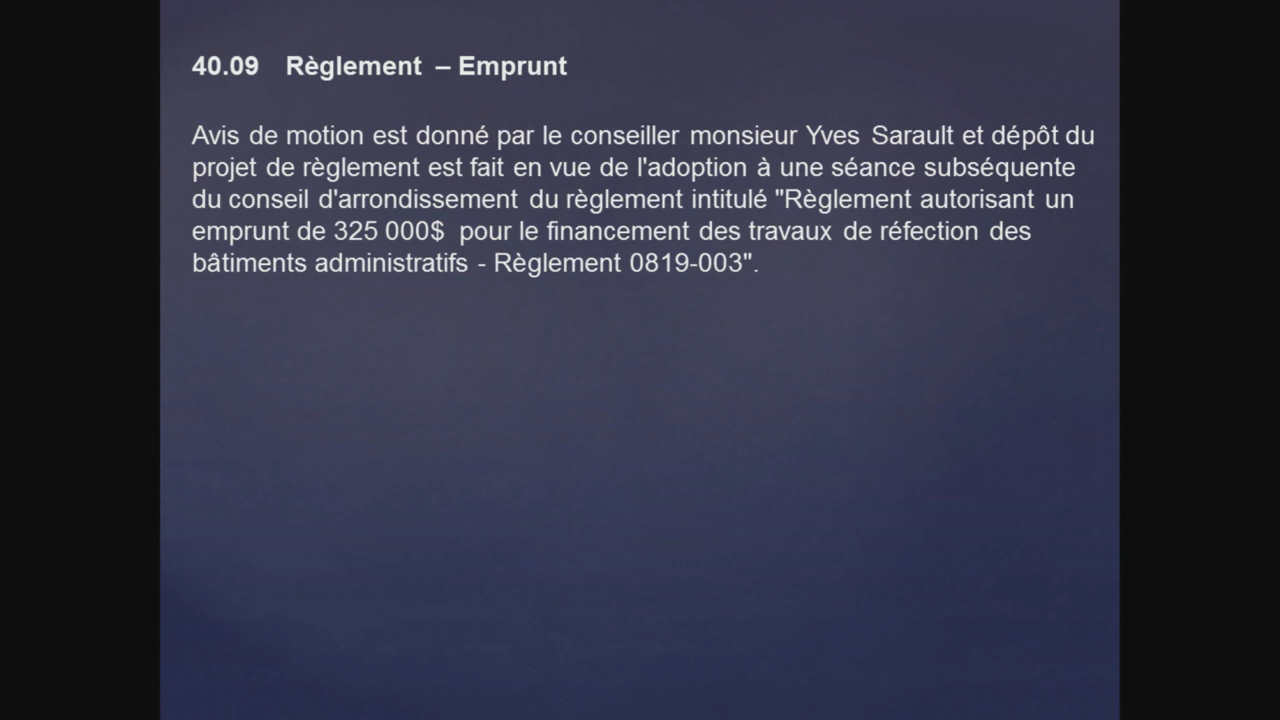 40.09 Règlement – Emprunt
Avis de motion est donné par le conseiller monsieur Yves Sarault et dépôt du
projet de règlement est fait en vue de l'adoption à une séance subséquente
du conseil d'arrondissement du règlement intitulé "Règlement autorisant un
emprunt de 325 000$ pour le financement des travaux de réfection des
bâtiments administratifs - Règlement 0819-003".